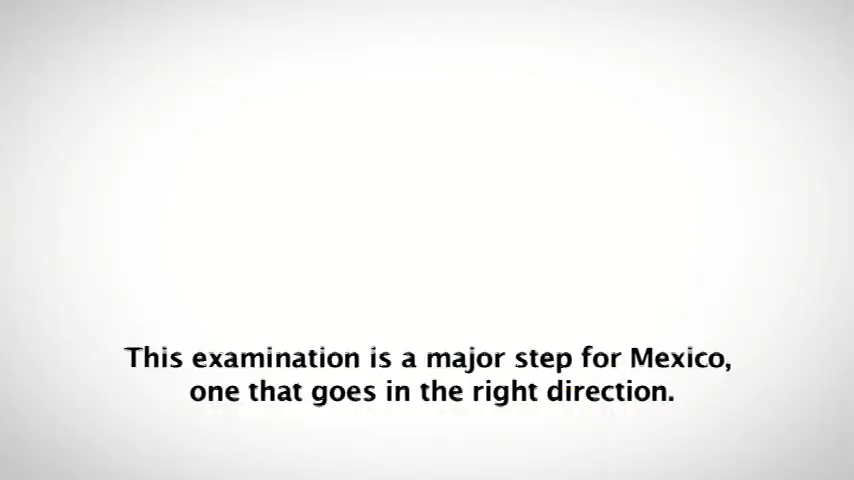 This examination is a major step for Mexico,
one that goes in the right direction.